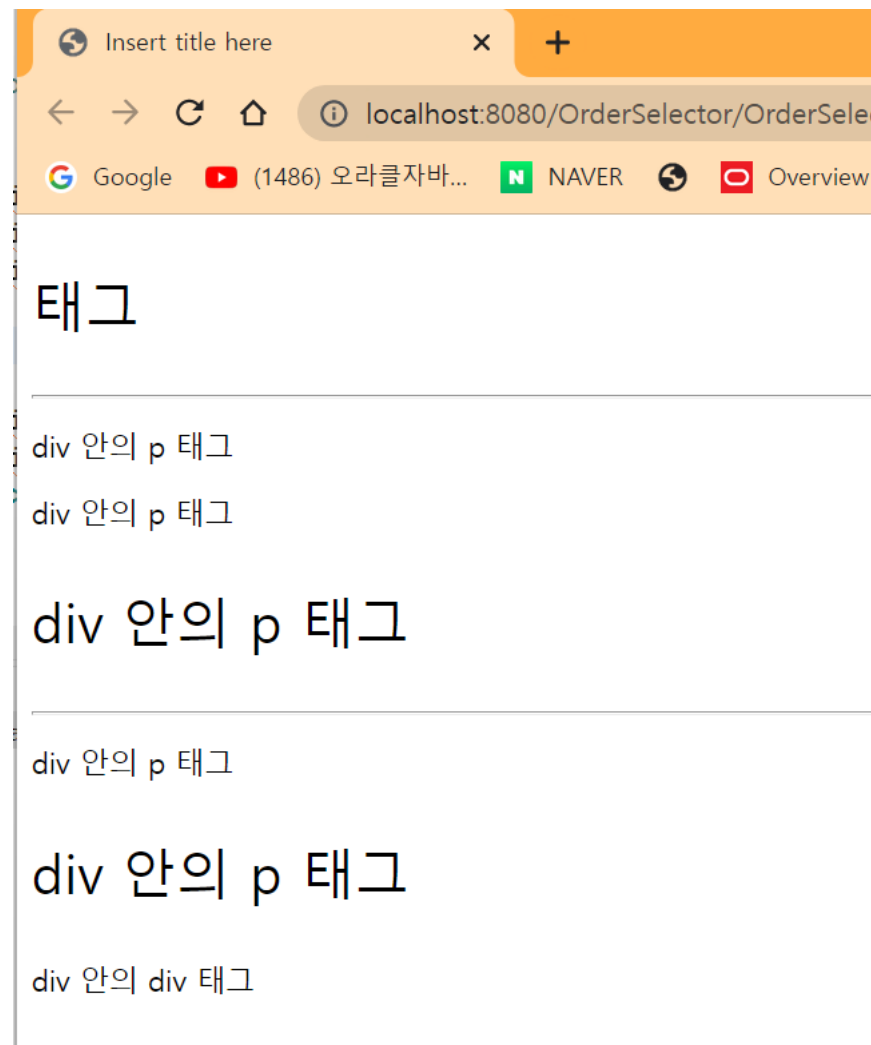 Insert title here
localhost:8080/OrderSelector/OrderSele
Google (1486) 오라클자바... NAVER Overview
태그
div 안의 p 태그
div 안의 p 태그
div 안의 p 태그
div 안의 p 태그
div 안의 p 태그
div 안의 div 태그